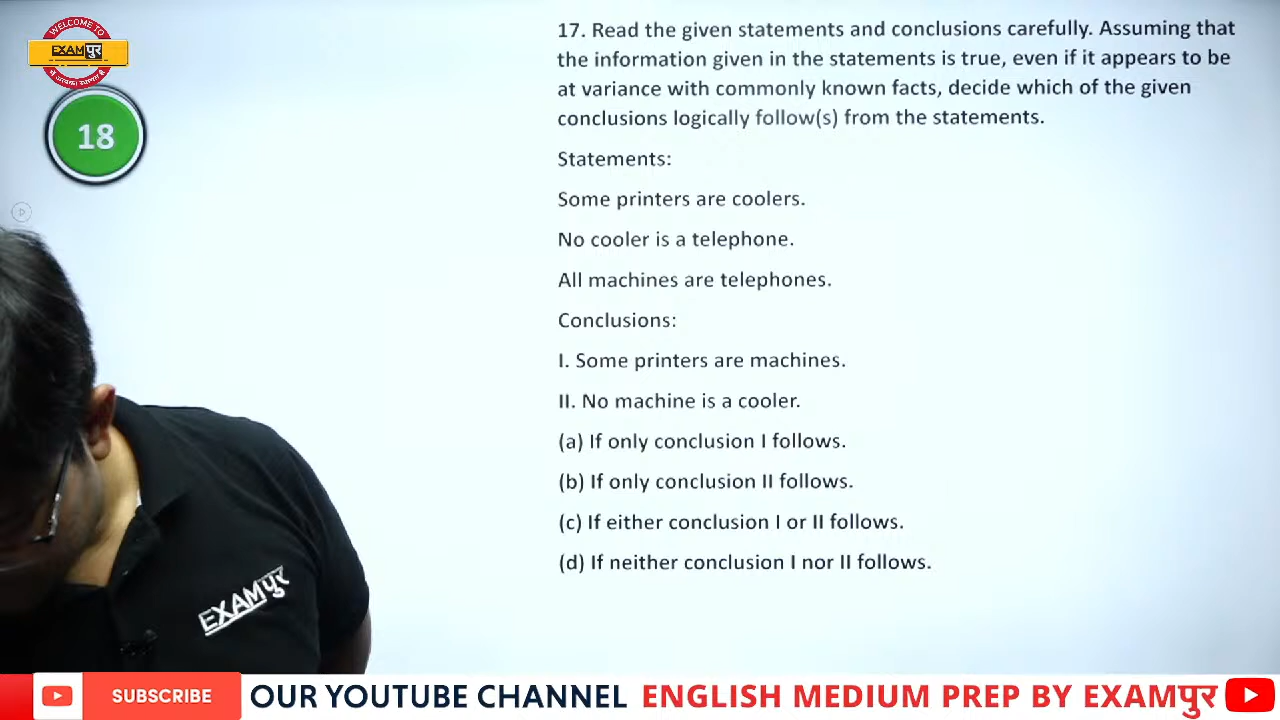 WELCOME TO
EXAMपुर
18
17. Read the given statements and conclusions carefully. Assuming that
the information given in the statements is true, even if it appears to be
at variance with commonly known facts, decide which of the given
conclusions logically follow(s) from the statements.
Statements:
Some printers are coolers.
No cooler is a telephone.
All machines are telephones.
Conclusions:
I. Some printers are machines.
II. No machine is a cooler.
(a) If only conclusion I follows.
(b) If only conclusion II follows.
(c) If either conclusion I or II follows.
(d) If neither conclusion I nor II follows.
EXAMपुर
SUBSCRIBE
OUR YOUTUBE CHANNEL ENGLISH MEDIUM PREP BY EXAMपुर